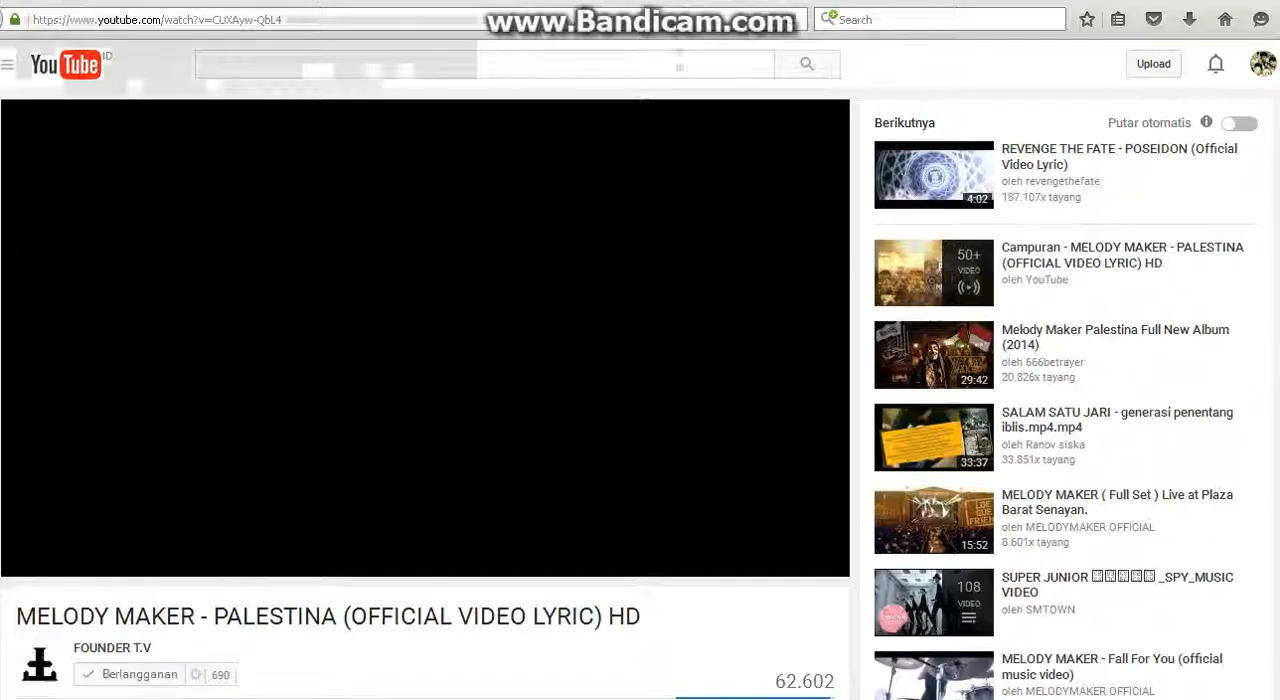 https://www.youtube.com/watch?v=CUXAyw-QbL4
www.Bandicam.com
Search
YouTube ID
Upload
Berikutnya
Putar otomatis
REVENGE THE FATE - POSEIDON (Official
Video Lyric)
oleh revengethefate
187.107x tayang
4:02
Campuran - MELODY MAKER - PALESTINA
(OFFICIAL VIDEO LYRIC) HD
oleh YouTube
50+
VIDEO
Melody Maker Palestina Full New Album
(2014)
oleh 666betrayer
20.826x tayang
29:42
SALAM SATU JARI - generasi penentang
iblis.mp4.mp4
oleh Ranov.siska
33.851x tayang
33:37
MELODY MAKER ( Full Set ) Live at Plaza
Barat Senayan.
oleh MELODYMAKER OFFICIAL
8.601x tayang
15:52
SUPER JUNIOR _SPY_MUSIC
VIDEO
oleh SMTOWN
108
VIDEO
MELODY MAKER - Fall For You (official
music video)
oleh MELODYMAKER OFFICIAL
MELODY MAKER - PALESTINA (OFFICIAL VIDEO LYRIC) HD
FOUNDER T.V
Berlangganan
690
62.602